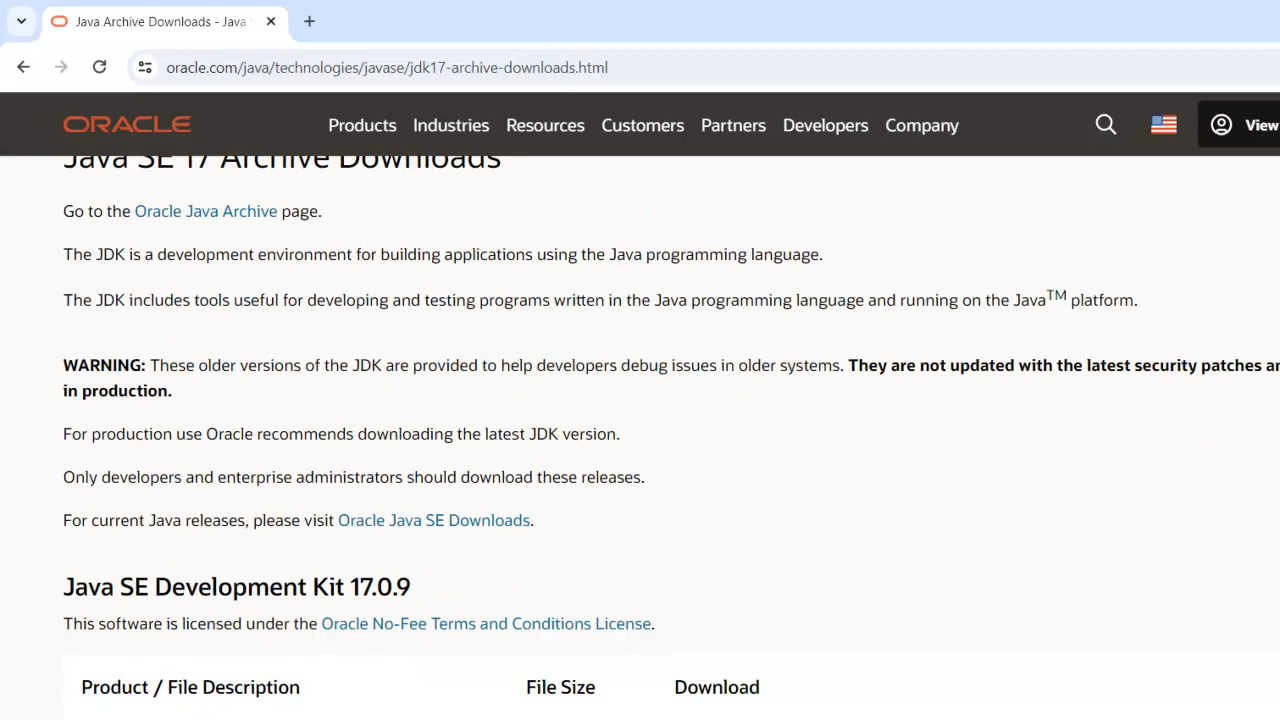 Java Archive Downloads - Java
oracle.com/java/technologies/javase/jdk17-archive-downloads.html
ORACLE Products Industries Resources Customers Partners Developers Company View
Java SE 17 Archive Downloads
Go to the Oracle Java Archive page.
The JDK is a development environment for building applications using the Java programming language.
The JDK includes tools useful for developing and testing programs written in the Java programming language and running on the Java™ platform.
WARNING: These older versions of the JDK are provided to help developers debug issues in older systems. They are not updated with the latest security patches
in production.
For production use Oracle recommends downloading the latest JDK version.
Only developers and enterprise administrators should download these releases.
For current Java releases, please visit Oracle Java SE Downloads.
Java SE Development Kit 17.0.9
This software is licensed under the Oracle No-Fee Terms and Conditions License.
Product / File Description File Size Download